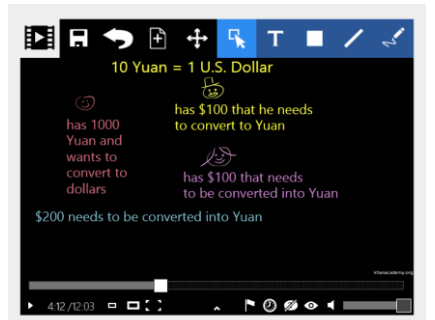 T
10 Yuan = 1 U.S. Dollar
has $100 that he needs
to convert to Yuan
has 1000
Yuan and
wants to
convert to
dollars
has $100 that needs
to be converted into Yuan
$200 needs to be converted into Yuan
khanacademy.org
4:12 /12:03